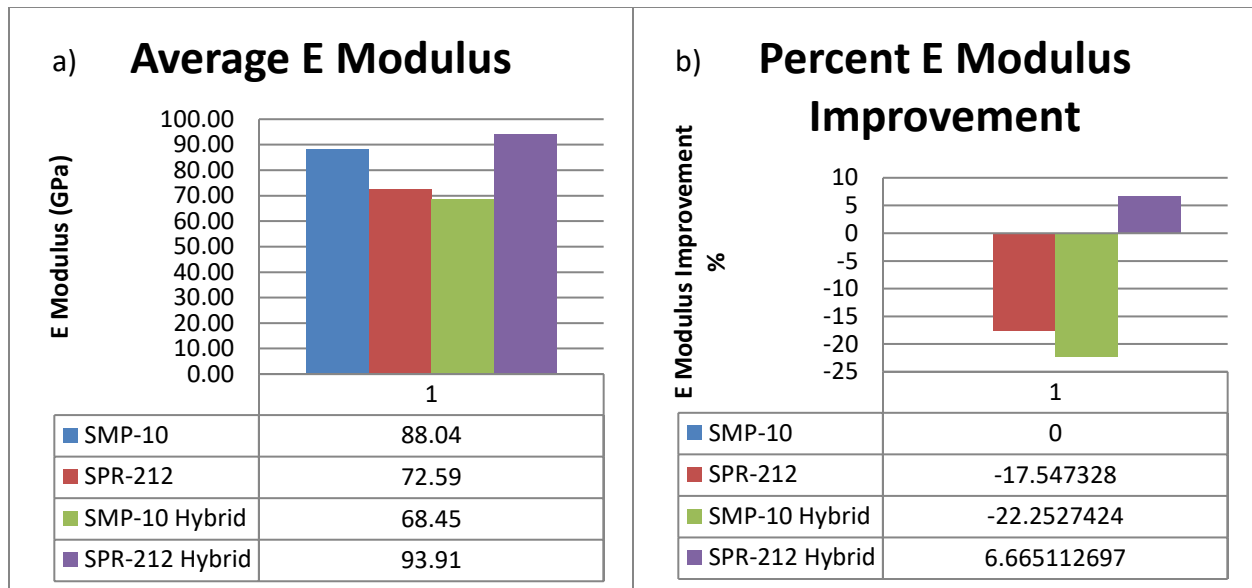 a) Average E Modulus
E Modulus (GPa)
100.00
90.00
80.00
70.00
60.00
50.00
40.00
30.00
20.00
10.00
0.00
1
SMP-10 88.04
SPR-212 72.59
SMP-10 Hybrid 68.45
SPR-212 Hybrid 93.91
b) Percent E Modulus
Improvement
E Modulus Improvement
%
10
5
0
-5
-10
-15
-20
-25
1
SMP-10 0
SPR-212 -17.547328
SMP-10 Hybrid -22.2527424
SPR-212 Hybrid 6.665112697